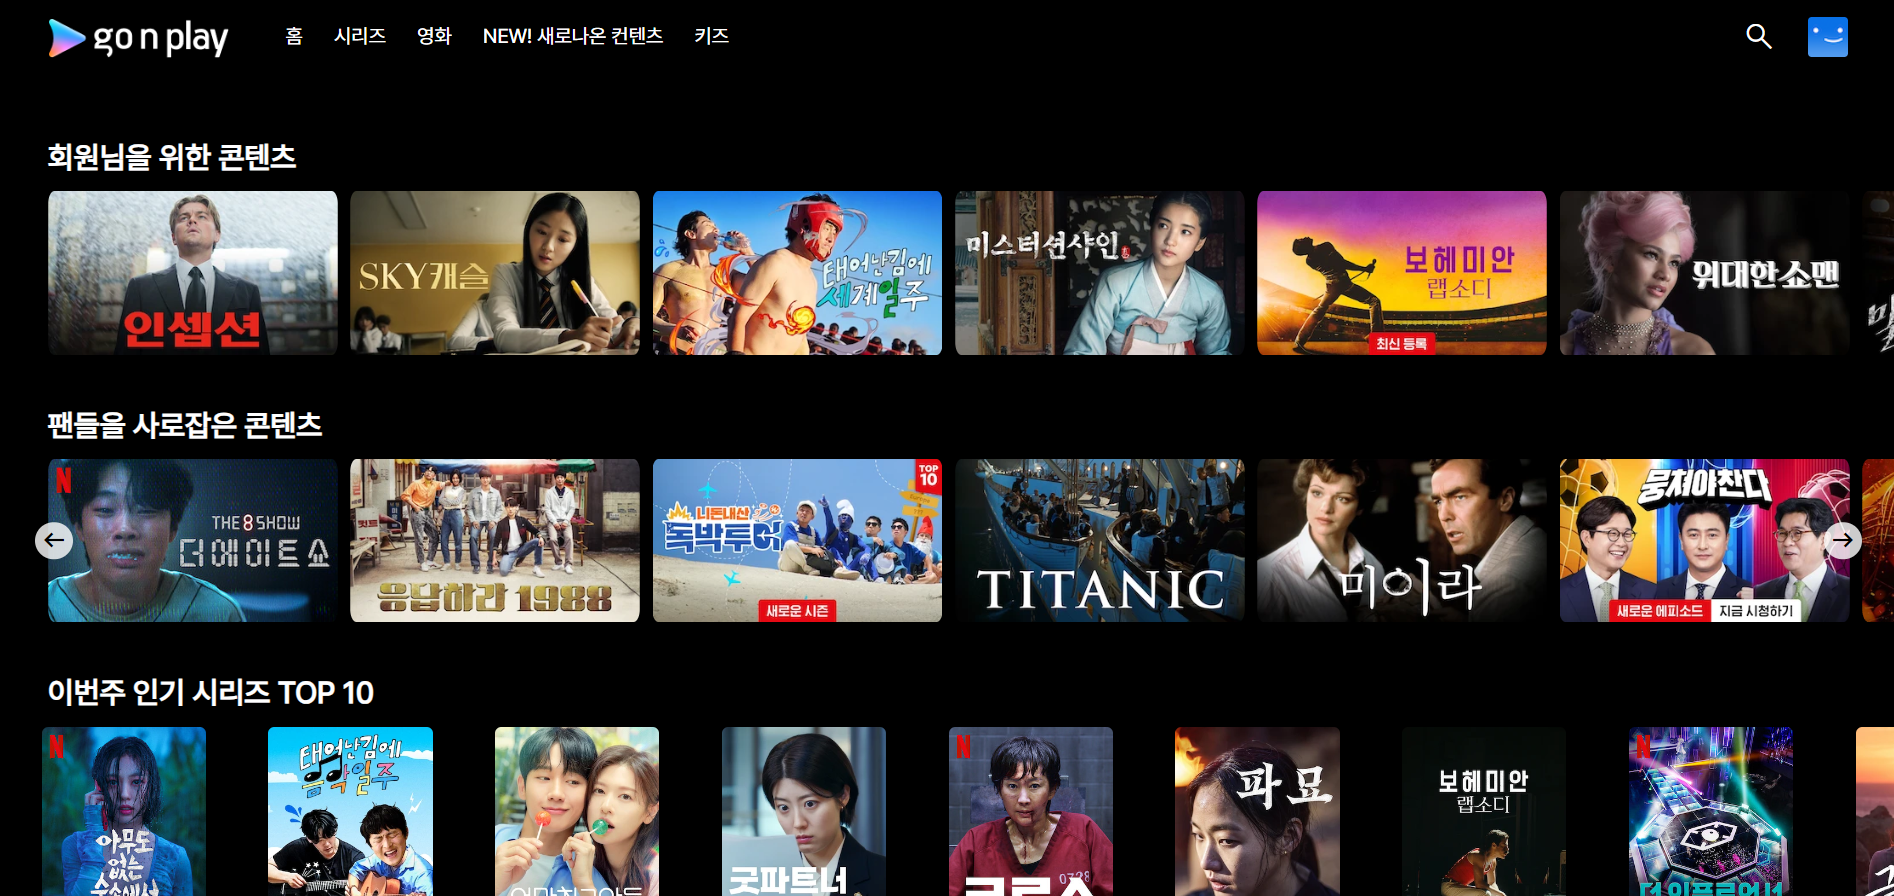 go n play
홈
시리즈
영화
NEW! 새로나온 컨텐츠
키즈
회원님을 위한 콘텐츠
인셉션
SKY캐슬
태어난김에
세계일주
미스터션샤인
보헤미안
랩소디
최신 등록
위대한쇼맨
팬들을 사로잡은 콘텐츠
N
THE 8 SHOW
더에이트쇼
응답하라 1988
TOP
10
니돈내산
독박투어
새로운 시즌
TITANIC
미이라
뭉쳐야찬다
새로운 에피소드
지금 시청하기
이번주 인기 시리즈 TOP 10
N
아무도
없는
숲속에서
태어난김에
음악일주
굿파트너
N
크로스
파묘
보헤미안
랩소디
N
더 인플루언서